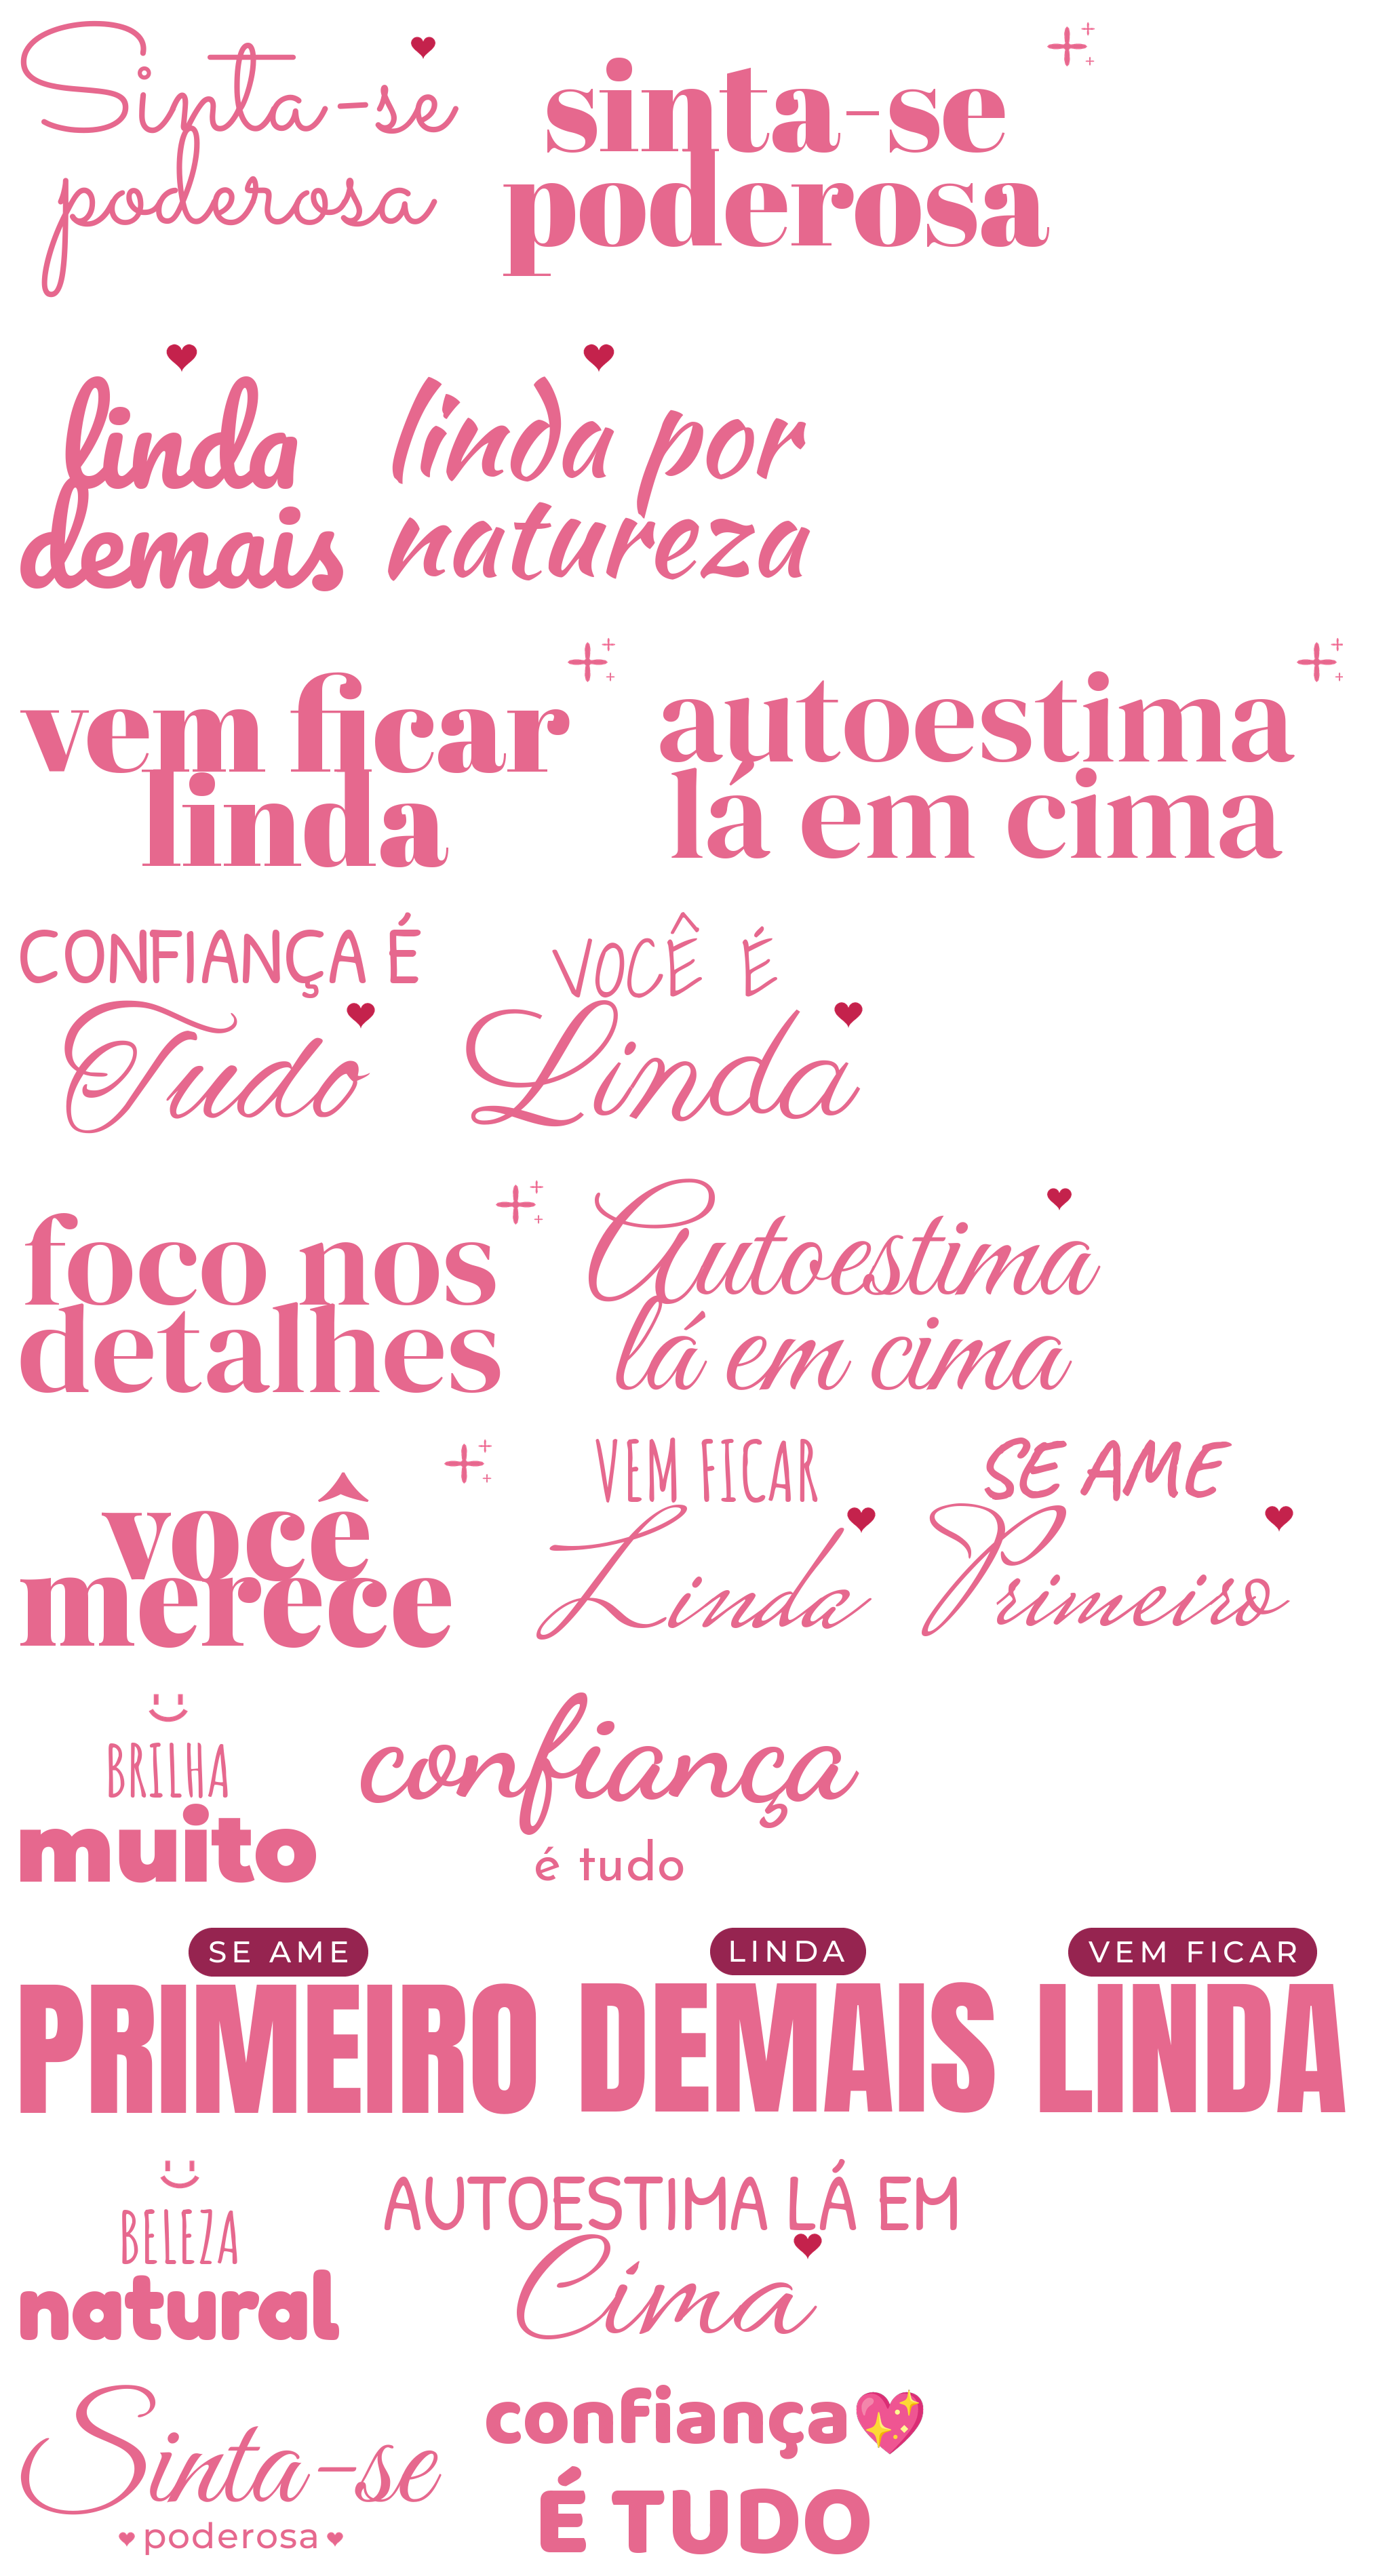 Sinta-se
poderosa
sinta-se
poderosa
linda
demais
linda por
natureza
vem ficar
linda
autoestima
lá em cima
CONFIANÇA É
Tudo
VOCÊ É
Linda
foco nos
detalhes
Autoestima
lá em cima
você
merece
VEM FICAR
Linda
SE AME
Primeiro
BRILHA
muito
confiança
é tudo
SE AME
PRIMEIRO
LINDA
DEMAIS
VEM FICAR
LINDA
BELEZA
natural
AUTOESTIMA LÁ EM
Cima
Sinta-se
poderosa
confiança💖
É TUDO